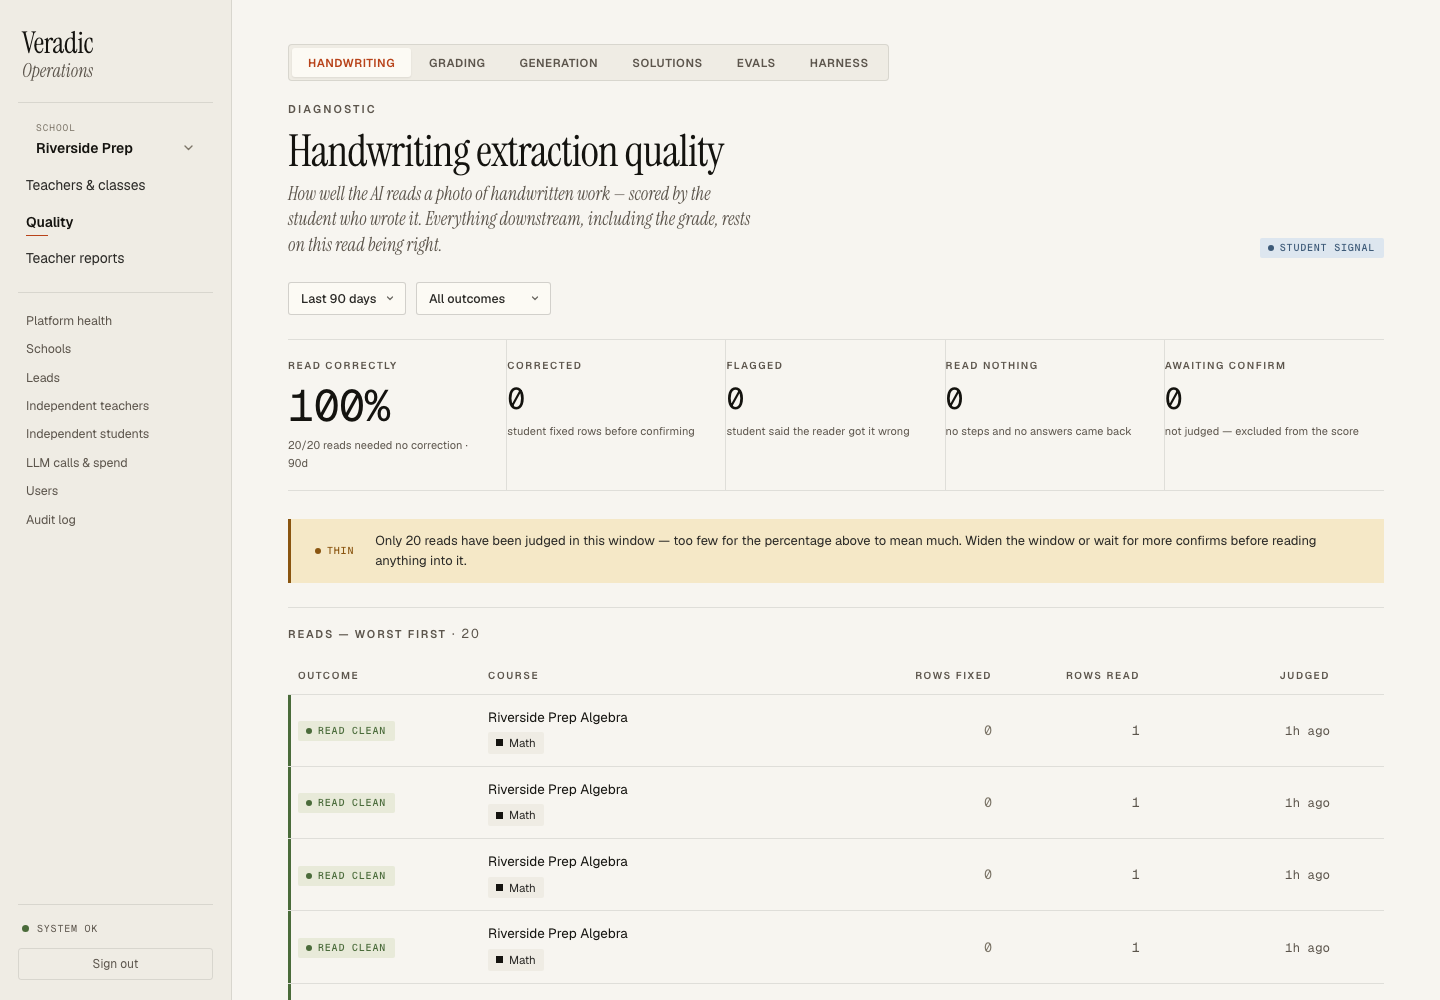 Veradic
Operations
SCHOOL
Riverside Prep
Teachers & classes
Quality
Teacher reports
Platform health
Schools
Leads
Independent teachers
Independent students
LLM calls & spend
Users
Audit log
SYSTEM OK
Sign out
HANDWRITING GRADING GENERATION SOLUTIONS EVALS HARNESS
DIAGNOSTIC
Handwriting extraction quality
How well the AI reads a photo of handwritten work — scored by the
student who wrote it. Everything downstream, including the grade, rests
on this read being right.
STUDENT SIGNAL
Last 90 days All outcomes
READ CORRECTLY CORRECTED FLAGGED READ NOTHING AWAITING CONFIRM
100% 0 0 0 0
20/20 reads needed no correction · student fixed rows before confirming student said the reader got it wrong no steps and no answers came back not judged — excluded from the score
90d
THIN
Only 20 reads have been judged in this window — too few for the percentage above to mean much. Widen the window or wait for more confirms before reading
anything into it.
READS — WORST FIRST · 20
OUTCOME COURSE ROWS FIXED ROWS READ JUDGED
READ CLEAN Riverside Prep Algebra 0 1 1h ago
Math
READ CLEAN Riverside Prep Algebra 0 1 1h ago
Math
READ CLEAN Riverside Prep Algebra 0 1 1h ago
Math
READ CLEAN Riverside Prep Algebra 0 1 1h ago
Math